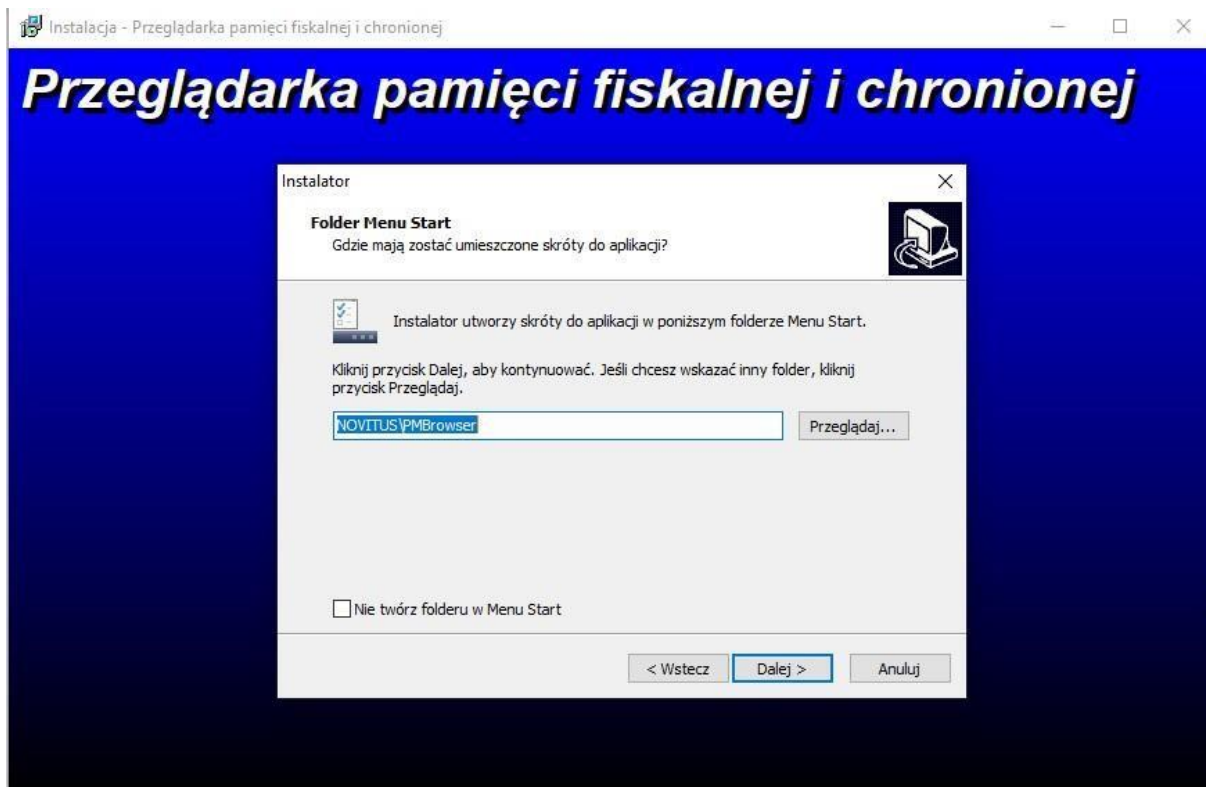 Instalacja - Przeglądarka pamięci fiskalnej i chronionej
Przeglądarka pamięci fiskalnej i chronionej
Instalator
Folder Menu Start
Gdzie mają zostać umieszczone skróty do aplikacji?
Instalator utworzy skróty do aplikacji w poniższym folderze Menu Start.
Kliknij przycisk Dalej, aby kontynuować. Jeśli chcesz wskazać inny folder, kliknij
przycisk Przeglądaj.
NOVITUS\PMBrowser
Przeglądaj...
Nie twórz folderu w Menu Start
< Wstecz
Dalej >
Anuluj